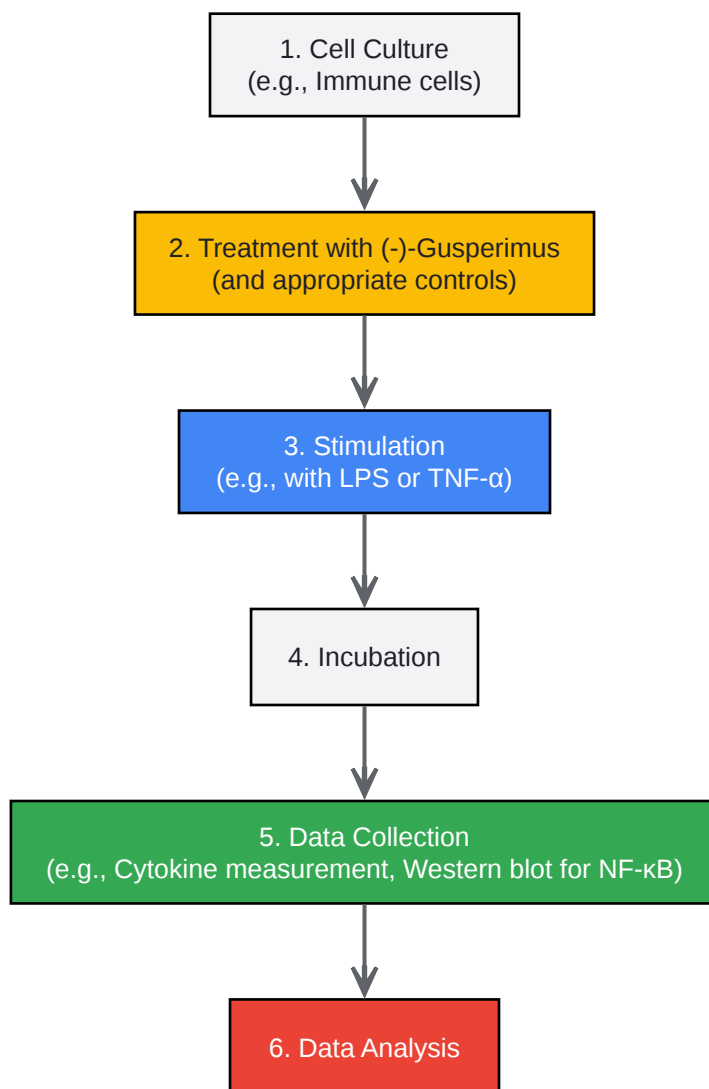 1. Cell Culture
(e.g., Immune cells)
2. Treatment with (-)-Gusperimus
(and appropriate controls)
3. Stimulation
(e.g., with LPS or TNF-α)
4. Incubation
5. Data Collection
(e.g., Cytokine measurement, Western blot for NF-κB)
6. Data Analysis